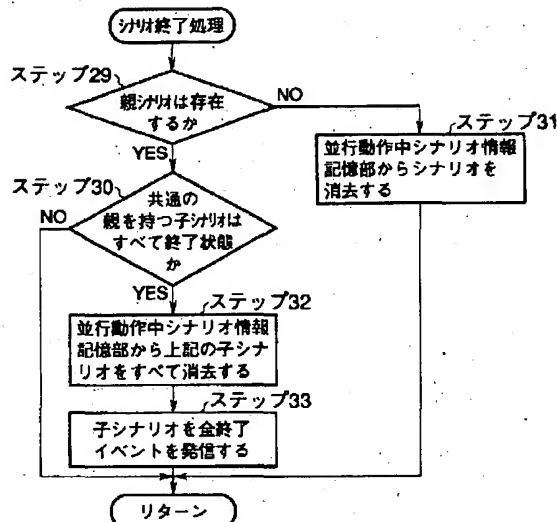 シナリオ終了処理
ステップ29
親シナリオは存在
するか
NO
YES
ステップ31
並行動作中シナリオ情報
記憶部からシナリオを
消去する
ステップ30
共通の
親を持つ子シナリオは
すべて終了状態
か
NO
YES
ステップ32
並行動作中シナリオ情報
記憶部から上記の子シナ
リオをすべて消去する
ステップ33
子シナリオを全終了
イベントを発信する
リターン